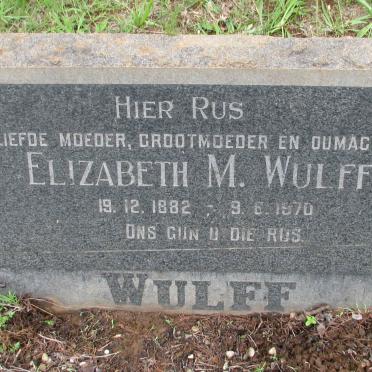 HIER RUS
LIEFDE MOEDER, GROOTMOEDER EN OUMAG
ELIZABETH M. WULFF
19. 12. 1882 - 9. 6. 1970
ONS GUN U DIE RUS.
WULFF